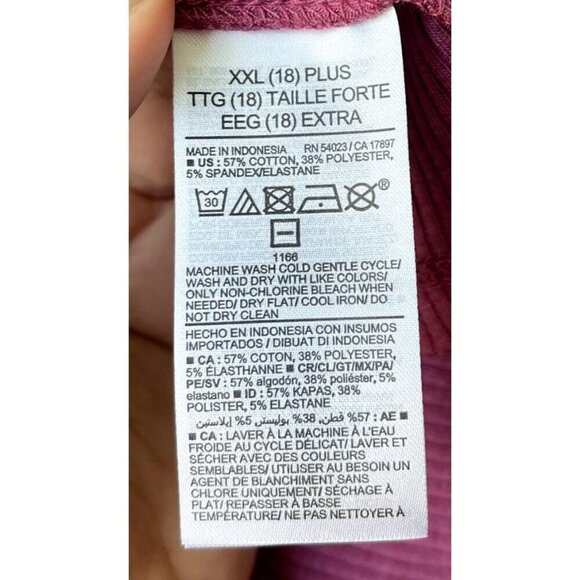 XXL (18) PLUS
TTG (18) TAILLE FORTE
EEG (18) EXTRA
MADE IN INDONESIA RN 54023 / CA 17897
■ US : 57% COTTON, 38% POLYESTER,
5% SPANDEX/ELASTANE
30 ®
1166
MACHINE WASH COLD GENTLE CYCLE/
WASH AND DRY WITH LIKE COLORS/
ONLY NON-CHLORINE BLEACH WHEN
NEEDED/ DRY FLAT/ COOL IRON/ DO
NOT DRY CLEAN
HECHO EN INDONESIA CON INSUMOS
IMPORTADOS / DIBUAT DI INDONESIA
■ CA : 57% COTON, 38% POLYESTER,
5% ÉLASTHANNE ■ CR/CL/GT/MX/PA/
PE/SV : 57% algodón, 38% poliéster, 5%
elastano ■ ID : 57% KAPAS, 38%
POLISTER, 5% ELASTANE
■ AE : 57% قطن, 38% بوليستر, 5% إيلاستين
■ CA : LAVER À LA MACHINE À L'EAU
FROIDE AU CYCLE DÉLICAT/ LAVER ET
SÉCHER AVEC DES COULEURS
SEMBLABLES/ UTILISER AU BESOIN UN
AGENT DE BLANCHIMENT SANS
CHLORE UNIQUEMENT/ SÉCHAGE À
PLAT/ REPASSER À BASSE
TEMPÉRATURE/ NE PAS NETTOYER À